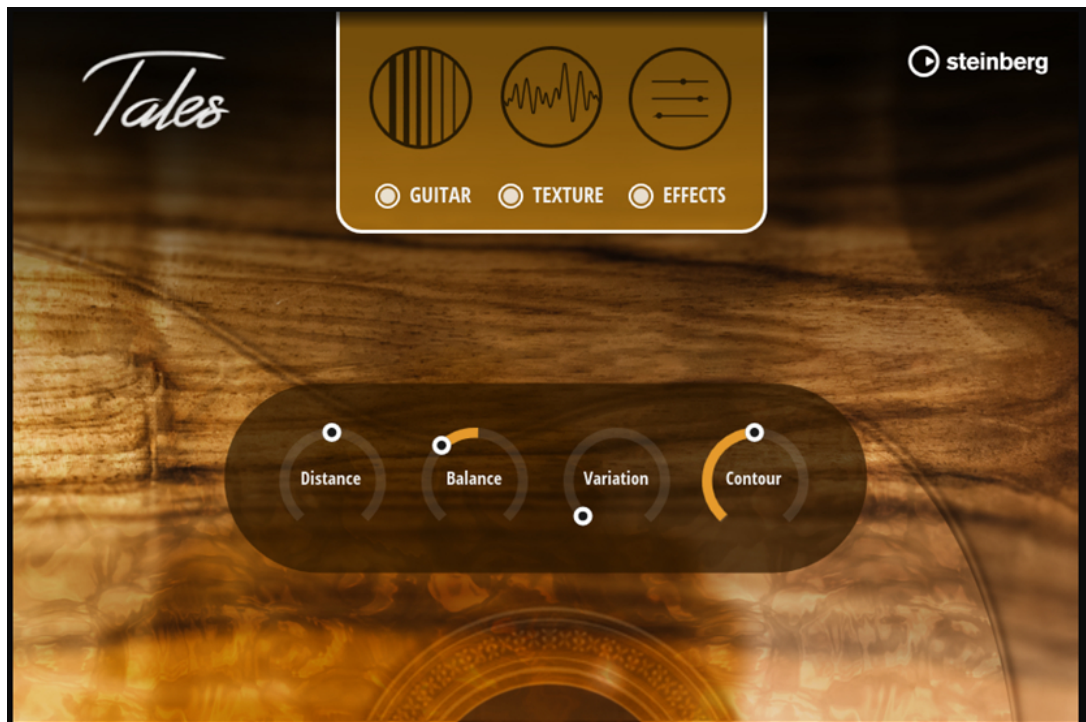 Tales
steinberg
GUITAR TEXTURE EFFECTS
Distance Balance Variation Contour